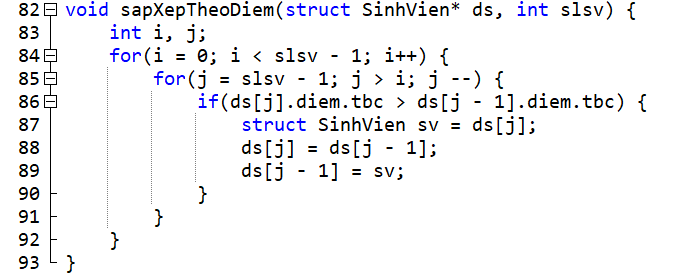 82 void sapXepTheoDiem(struct SinhVien* ds, int slsv) {
83     int i, j;
84     for(i = 0; i < slsv - 1; i++) {
85         for(j = slsv - 1; j > i; j --) {
86             if(ds[j].diem.tbc > ds[j - 1].diem.tbc) {
87                 struct SinhVien sv = ds[j];
88                 ds[j] = ds[j - 1];
89                 ds[j - 1] = sv;
90             }
91         }
92     }
93 }